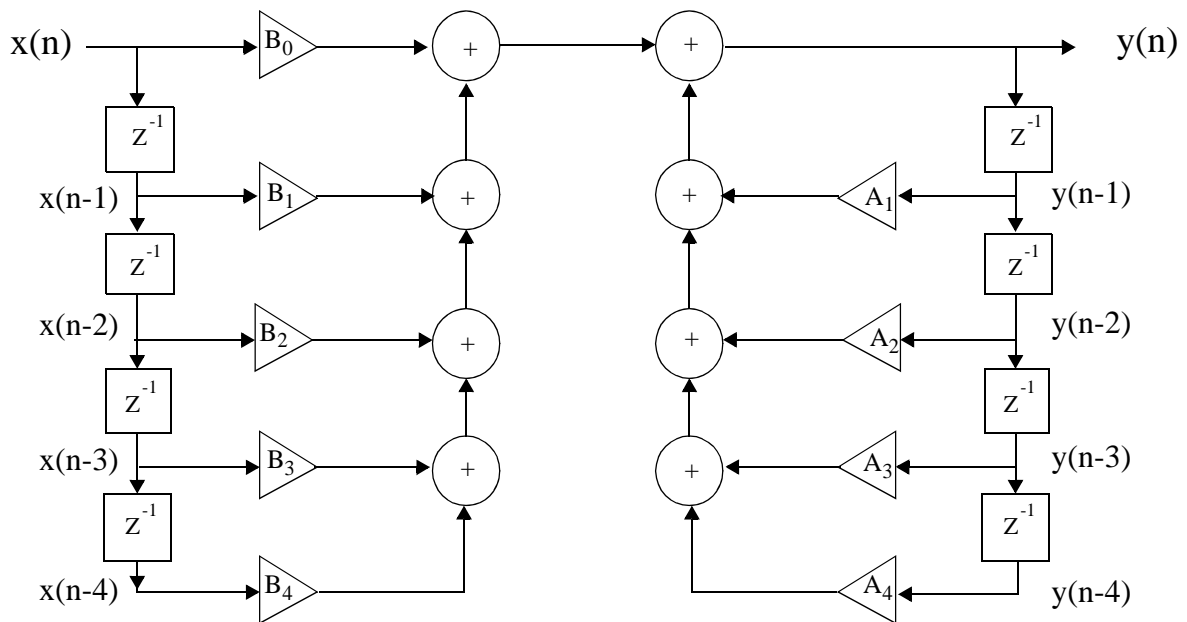 x(n) B₀ + + y(n)
Z⁻¹ Z⁻¹
x(n-1) B₁ + + A₁ y(n-1)
Z⁻¹ Z⁻¹
x(n-2) B₂ + + A₂ y(n-2)
Z⁻¹ Z⁻¹
x(n-3) B₃ + + A₃ y(n-3)
Z⁻¹ Z⁻¹
x(n-4) B₄ A₄ y(n-4)